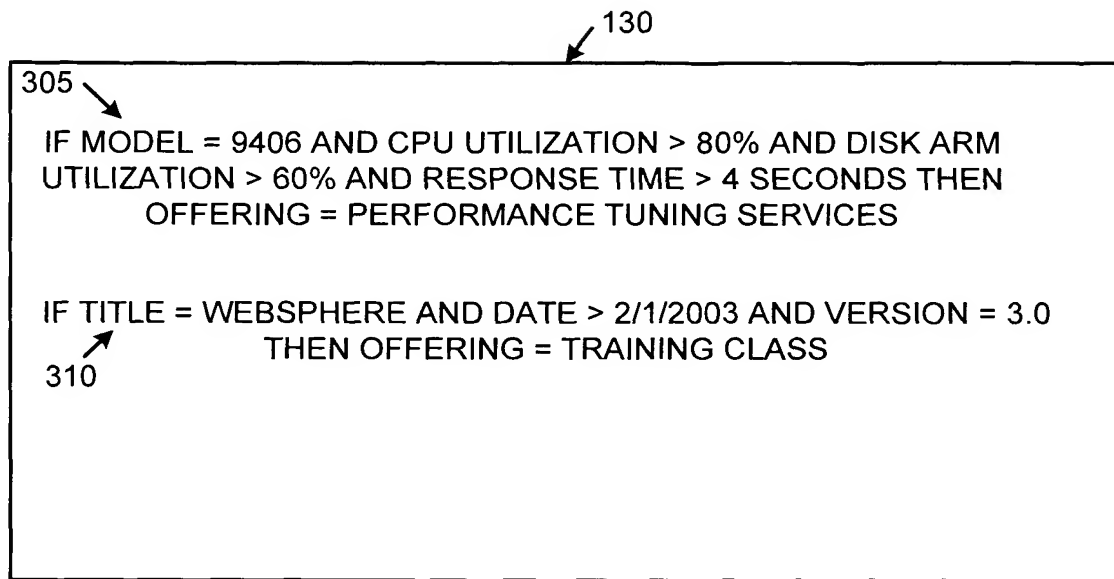 130
305
IF MODEL = 9406 AND CPU UTILIZATION > 80% AND DISK ARM
UTILIZATION > 60% AND RESPONSE TIME > 4 SECONDS THEN
OFFERING = PERFORMANCE TUNING SERVICES
IF TITLE = WEBSPHERE AND DATE > 2/1/2003 AND VERSION = 3.0
THEN OFFERING = TRAINING CLASS
310